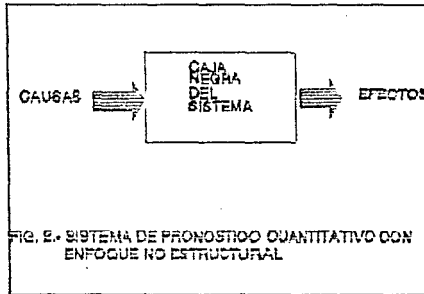 CAUSAS
CAJA
NEGRA
DEL
SISTEMA
EFECTOS
FIG. 2.- SISTEMA DE PRONOSTICO CUANTITATIVO CON
ENFOQUE NO ESTRUCTURAL